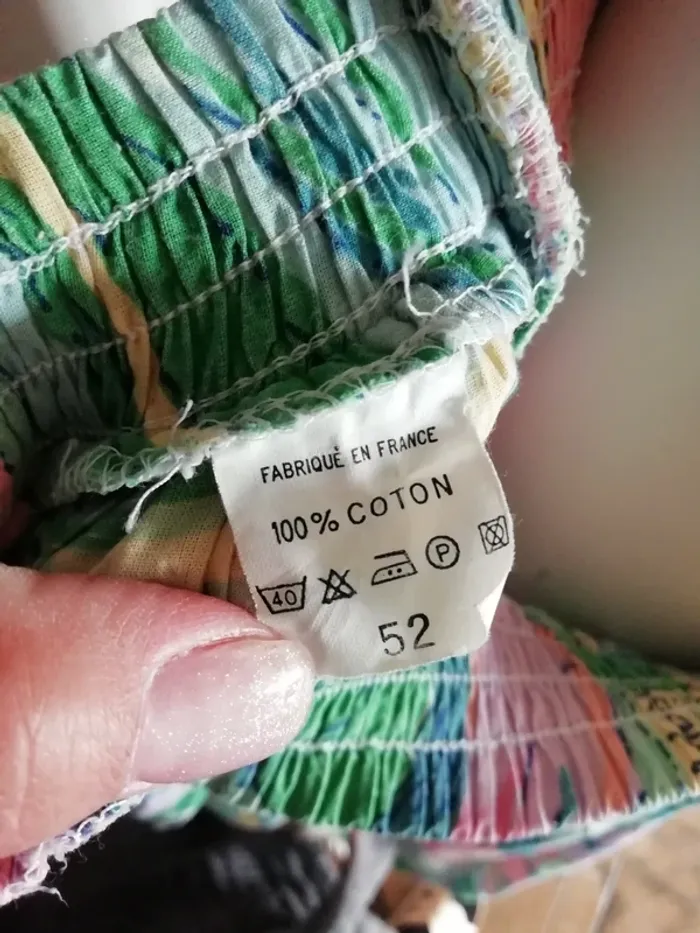 FABRIQUÉ EN FRANCE
100% COTON
40 P
52